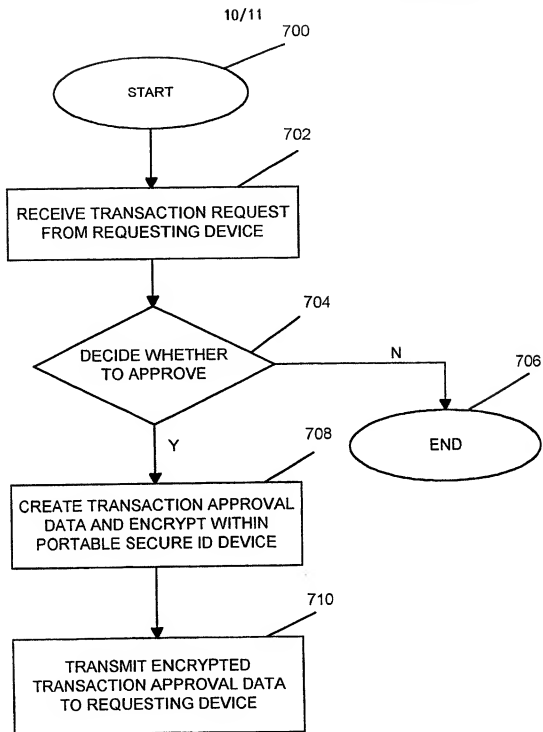 10/11
700
START
702
RECEIVE TRANSACTION REQUEST
FROM REQUESTING DEVICE
704
DECIDE WHETHER
TO APPROVE
N
706
END
Y
708
CREATE TRANSACTION APPROVAL
DATA AND ENCRYPT WITHIN
PORTABLE SECURE ID DEVICE
710
TRANSMIT ENCRYPTED
TRANSACTION APPROVAL DATA
TO REQUESTING DEVICE